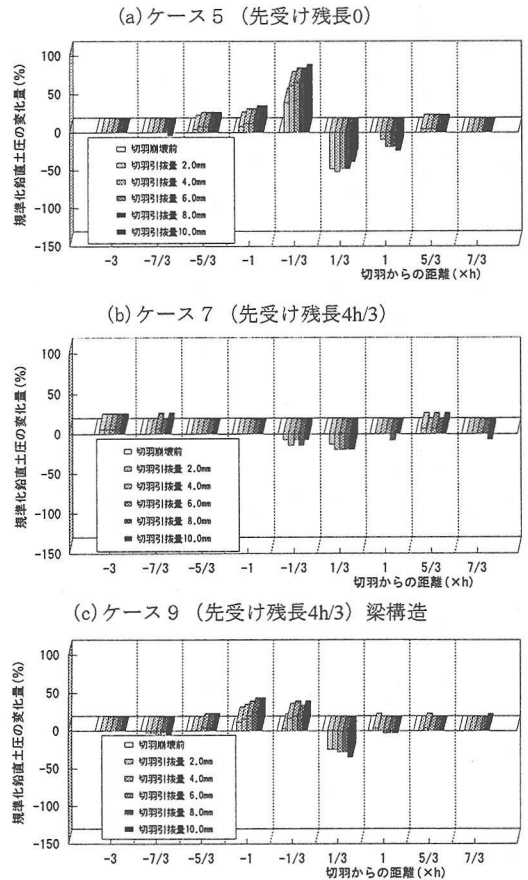 (a)ケース５（先受け残長0）
規準化鉛直土圧の変化量(%)
100
50
0
-50
-100
-150
切羽崩壊前
切羽引抜量 2.0mm
切羽引抜量 4.0mm
切羽引抜量 6.0mm
切羽引抜量 8.0mm
切羽引抜量 10.0mm
-3 -7/3 -5/3 -1 -1/3 1/3 1 5/3 7/3
切羽からの距離(×h)
(b)ケース７（先受け残長4h/3）
規準化鉛直土圧の変化量(%)
100
50
0
-50
-100
-150
切羽崩壊前
切羽引抜量 2.0mm
切羽引抜量 4.0mm
切羽引抜量 6.0mm
切羽引抜量 8.0mm
切羽引抜量10.0mm
-3 -7/3 -5/3 -1 -1/3 1/3 1 5/3 7/3
切羽からの距離(×h)
(c)ケース９（先受け残長4h/3）梁構造
規準化鉛直土圧の変化量(%)
100
50
0
-50
-100
-150
切羽崩壊前
切羽引抜量 2.0mm
切羽引抜量 4.0mm
切羽引抜量 6.0mm
切羽引抜量 8.0mm
切羽引抜量10.0mm
-3 -7/3 -5/3 -1 -1/3 1/3 1 5/3 7/3
切羽からの距離(×h)